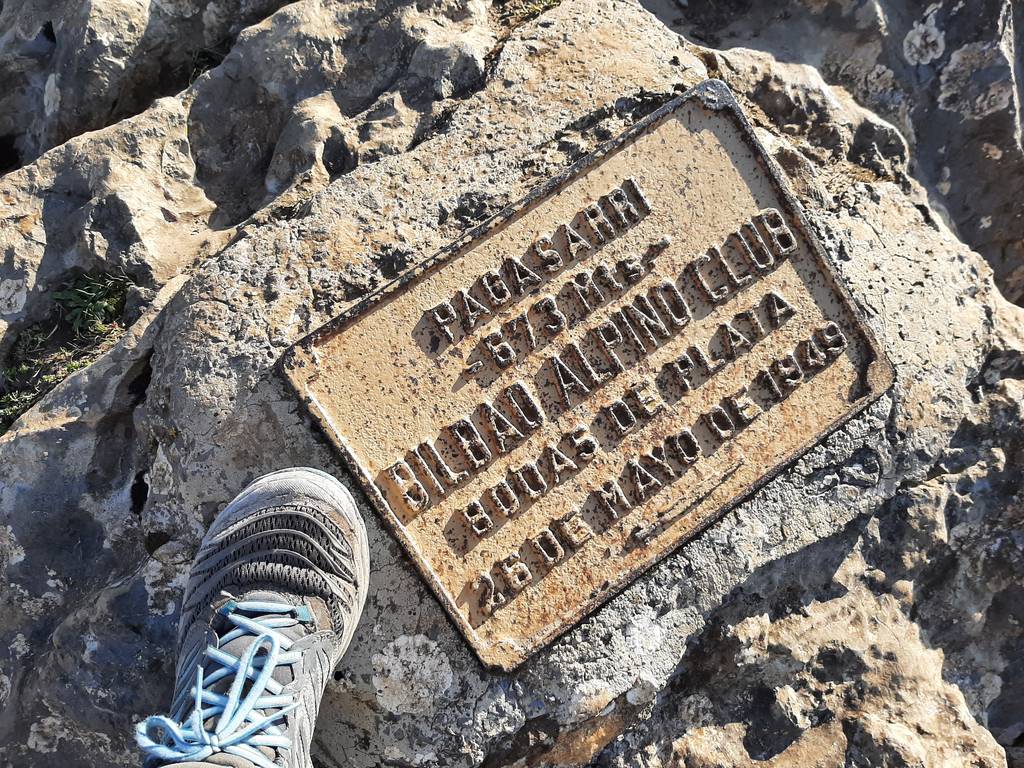 PAGASARRI
-673 Mts-
BILBAO ALPINO CLUB
BODAS DE PLATA
26 DE MAYO DE 1949